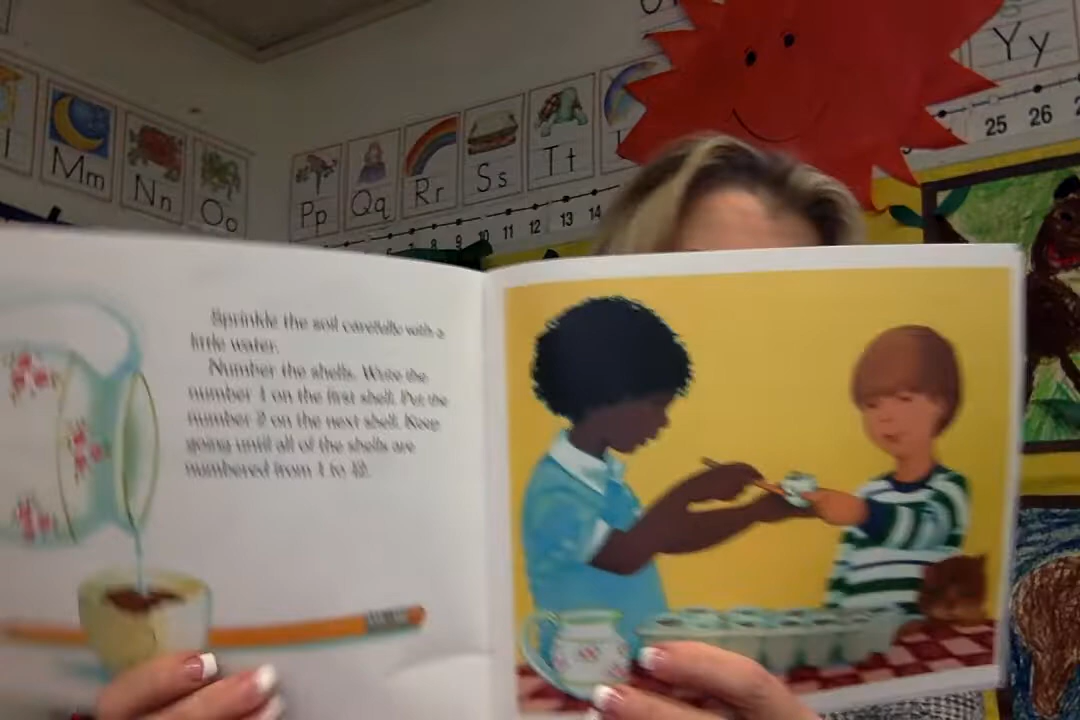 Mm
Nn
Oo
Pp
Qq
Rr
Ss
Tt
Yy
8 9 10 11 12 13 14
25 26
Sprinkle the soil carefully with a
little water.
Number the shells. Write the
number 1 on the first shell. Put the
number 2 on the next shell. Keep
going until all of the shells are
numbered from 1 to 12.